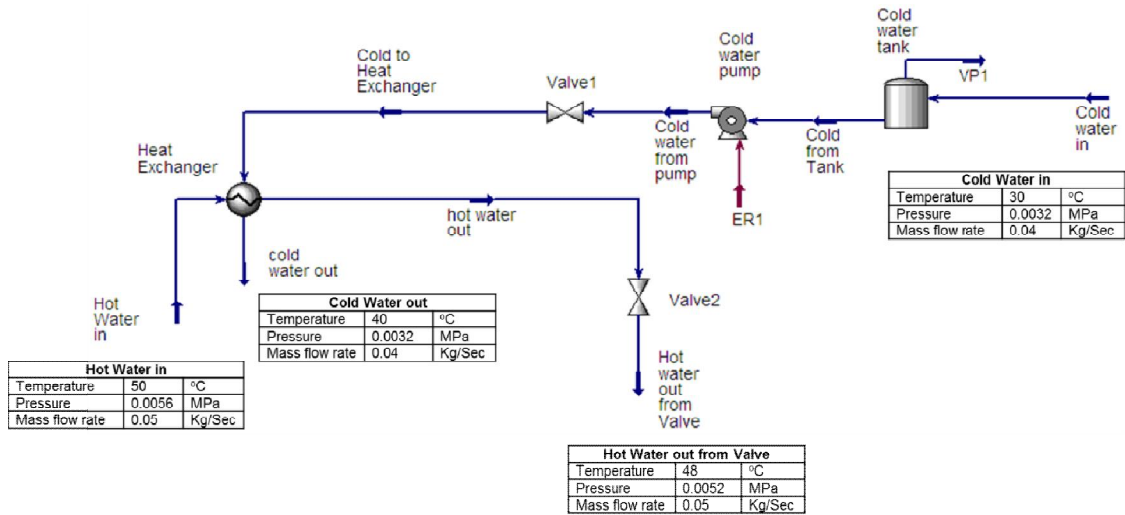 Cold
water
tank
VP1
Cold
water
pump
Cold to
Heat
Exchanger
Valve1
Cold
water
from
pump
Cold
from
Tank
Cold
water
in
ER1
Heat
Exchanger
hot water
out
cold
water out
Hot
Water
in
Valve2
Hot
water
out
from
Valve
Cold Water in
Temperature 30 ºC
Pressure 0.0032 MPa
Mass flow rate 0.04 Kg/Sec
Cold Water out
Temperature 40 ºC
Pressure 0.0032 MPa
Mass flow rate 0.04 Kg/Sec
Hot Water in
Temperature 50 ºC
Pressure 0.0056 MPa
Mass flow rate 0.05 Kg/Sec
Hot Water out from Valve
Temperature 48 ºC
Pressure 0.0052 MPa
Mass flow rate 0.05 Kg/Sec